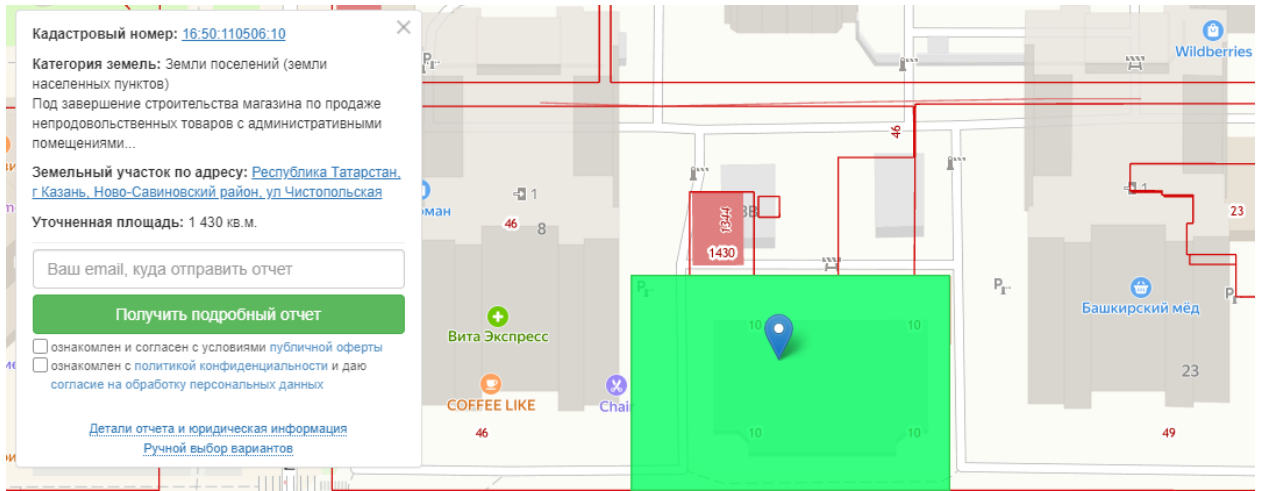 Кадастровый номер: 16:50:110506:10
Категория земель: Земли поселений (земли
населенных пунктов)
Под завершение строительства магазина по продаже
непродовольственных товаров с административными
помещениями...
Земельный участок по адресу: Республика Татарстан,
г Казань, Ново-Савиновский район, ул Чистопольская
Уточненная площадь: 1 430 кв.м.
Ваш email, куда отправить отчет
Получить подробный отчет
ознакомлен и согласен с условиями публичной оферты
ознакомлен с политикой конфиденциальности и даю
согласие на обработку персональных данных
Детали отчета и юридическая информация
Ручной выбор вариантов
Wildberries
46
1
46
8
1344
1430
1
23
Вита Экспресс
COFFEE LIKE
Chair
46
10
10
10
10
Башкирский мёд
23
49